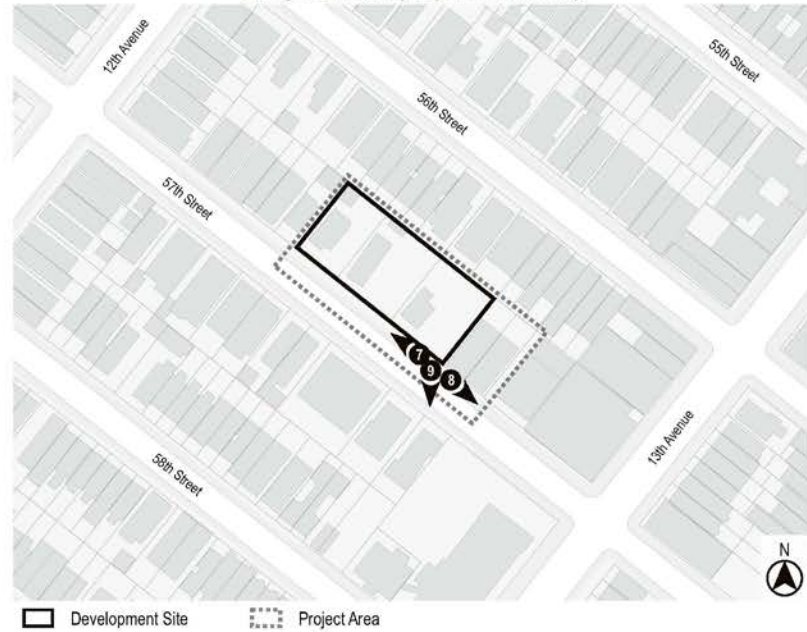 12th Avenue
55th Street
56th Street
57th Street
7
9
8
58th Street
13th Avenue
N
Development Site
Project Area